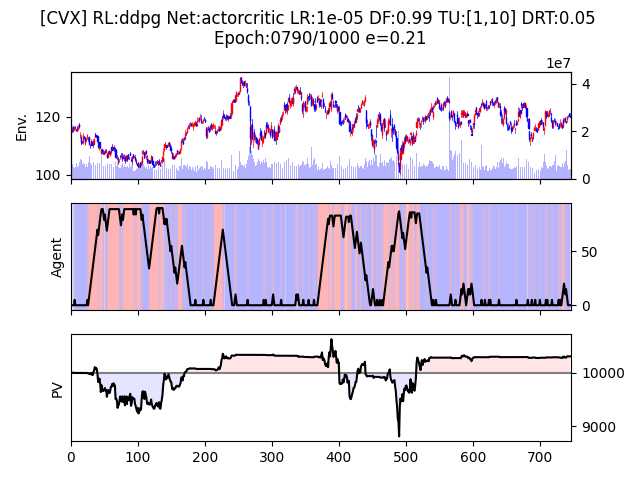 [CVX] RL:ddpg Net:actorcritic LR:1e-05 DF:0.99 TU:[1,10] DRT:0.05
Epoch:0790/1000 e=0.21
1e7
Env.
120
100
4
2
0
Agent
50
0
PV
10000
9000
0 100 200 300 400 500 600 700